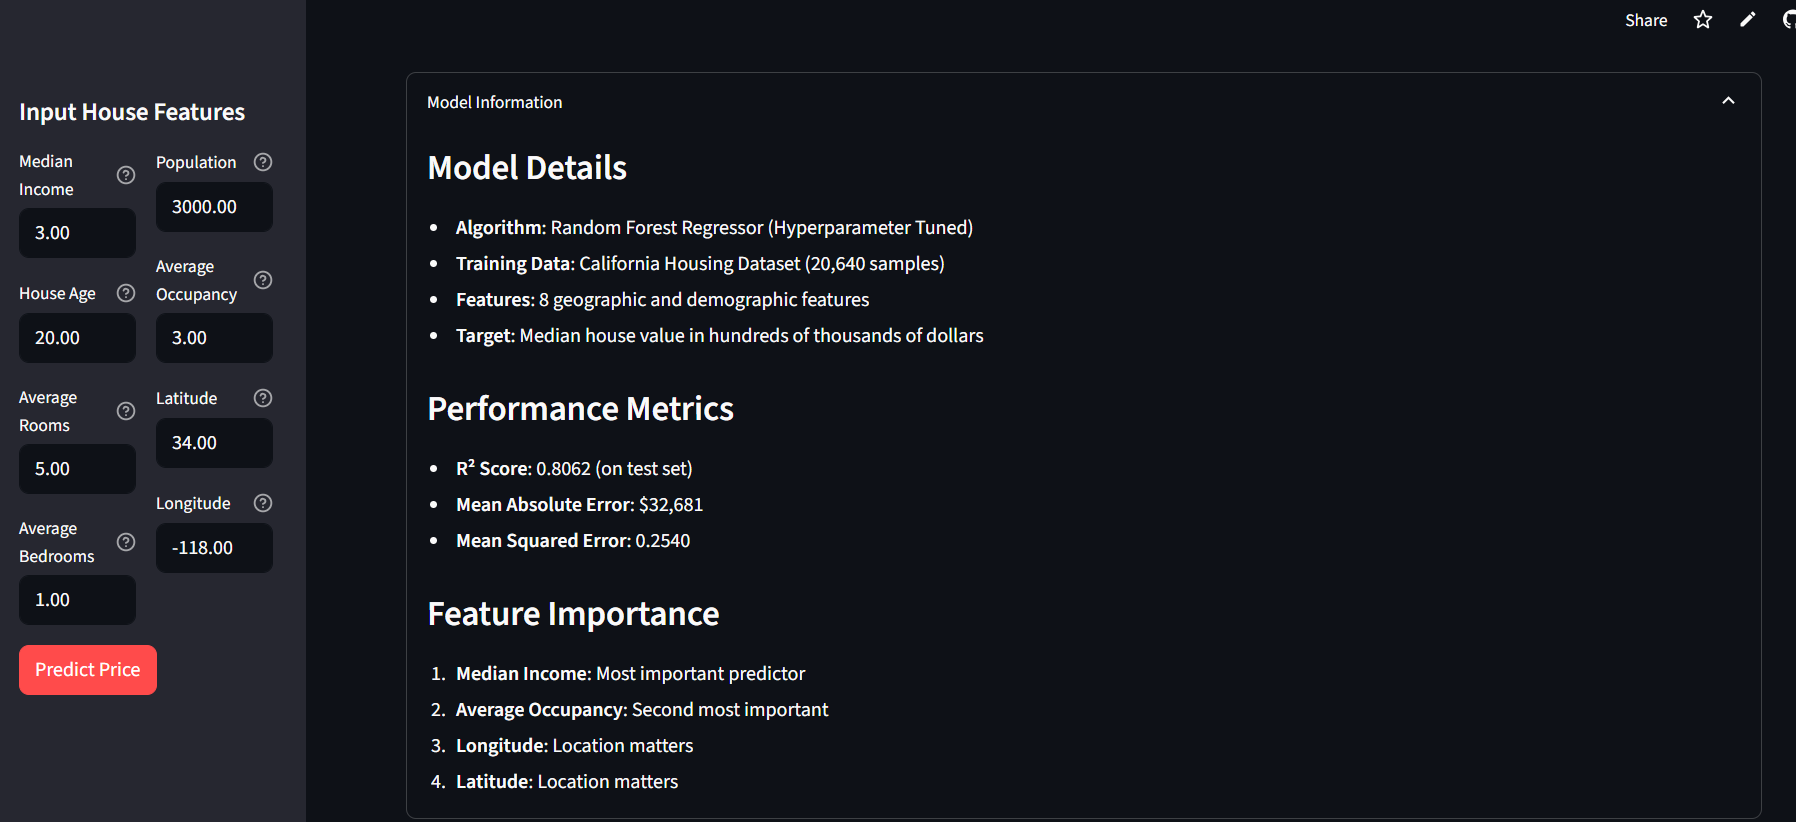 Share
Input House Features
Median
Income
3.00
House Age
20.00
Average
Rooms
5.00
Average
Bedrooms
1.00
Population
3000.00
Average
Occupancy
3.00
Latitude
34.00
Longitude
-118.00
Predict Price
Model Information
Model Details
• Algorithm: Random Forest Regressor (Hyperparameter Tuned)
• Training Data: California Housing Dataset (20,640 samples)
• Features: 8 geographic and demographic features
• Target: Median house value in hundreds of thousands of dollars
Performance Metrics
• R² Score: 0.8062 (on test set)
• Mean Absolute Error: $32,681
• Mean Squared Error: 0.2540
Feature Importance
1. Median Income: Most important predictor
2. Average Occupancy: Second most important
3. Longitude: Location matters
4. Latitude: Location matters